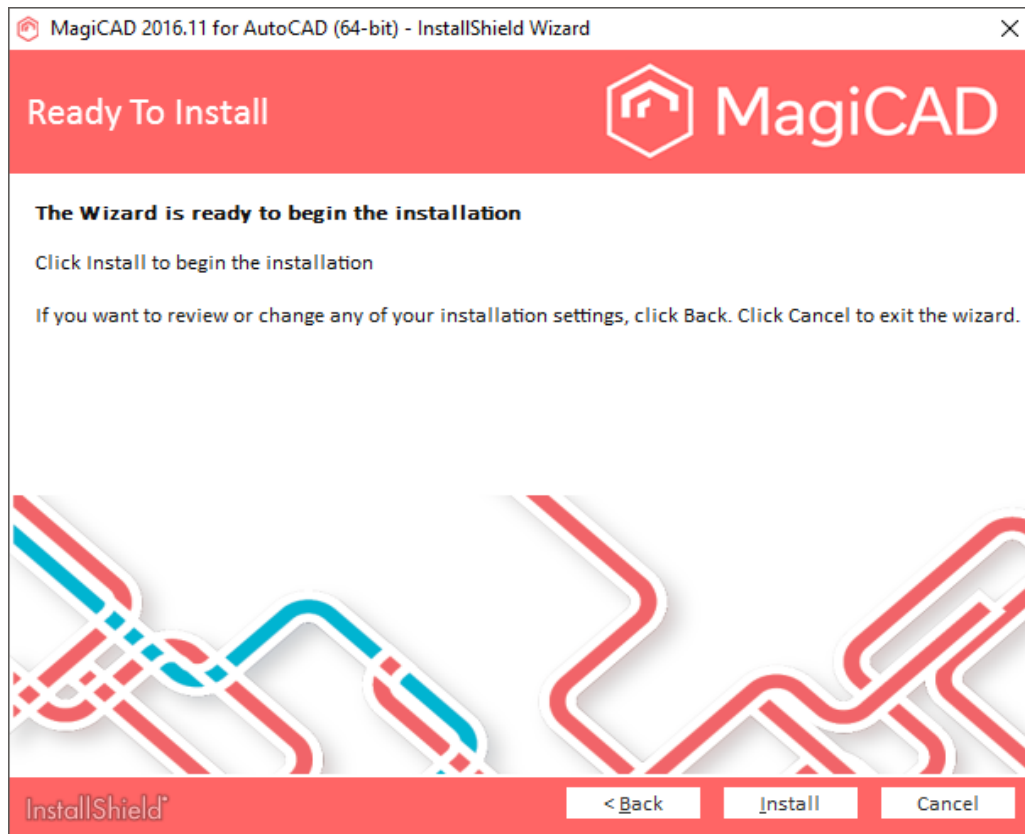 MagiCAD 2016.11 for AutoCAD (64-bit) - InstallShield Wizard
Ready To Install
MagiCAD
The Wizard is ready to begin the installation
Click Install to begin the installation
If you want to review or change any of your installation settings, click Back. Click Cancel to exit the wizard.
InstallShield®
< Back
Install
Cancel